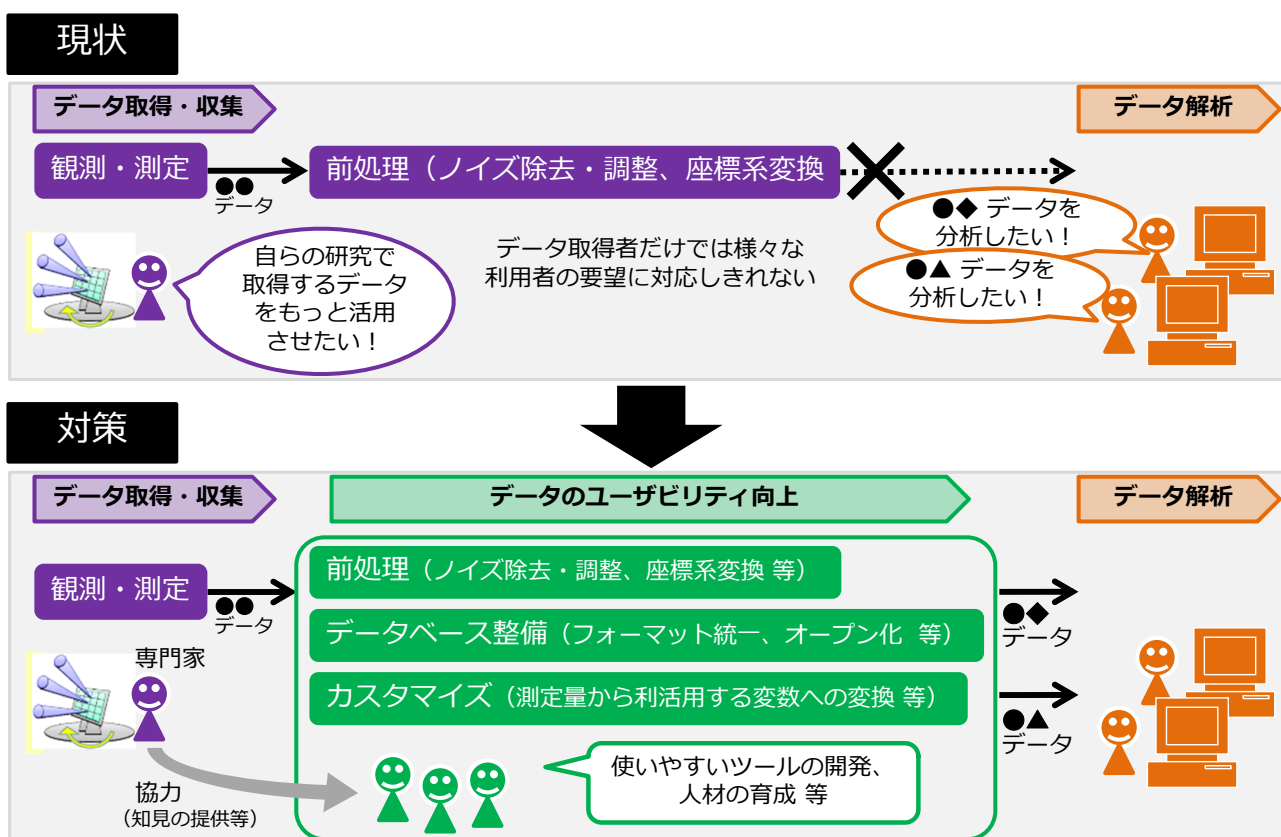 現状
データ取得・収集
データ解析
観測・測定
●●
データ
前処理（ノイズ除去・調整、座標系変換
自らの研究で
取得するデータ
をもっと活用
させたい！
データ取得者だけでは様々な
利用者の要望に対応しきれない
●◆ データを
分析したい！
●▲ データを
分析したい！
対策
データ取得・収集
データのユーザビリティ向上
データ解析
観測・測定
●●
データ
前処理（ノイズ除去・調整、座標系変換 等）
データベース整備（フォーマット統一、オープン化 等）
カスタマイズ（測定量から利活用する変数への変換 等）
●◆
データ
●▲
データ
専門家
協力
（知見の提供等）
使いやすいツールの開発、
人材の育成 等